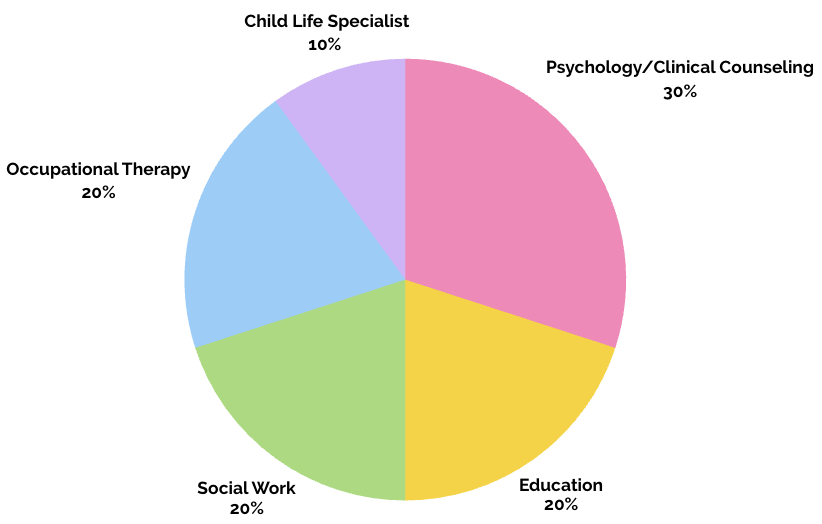 Child Life Specialist
10%
Psychology/Clinical Counseling
30%
Occupational Therapy
20%
Social Work
20%
Education
20%